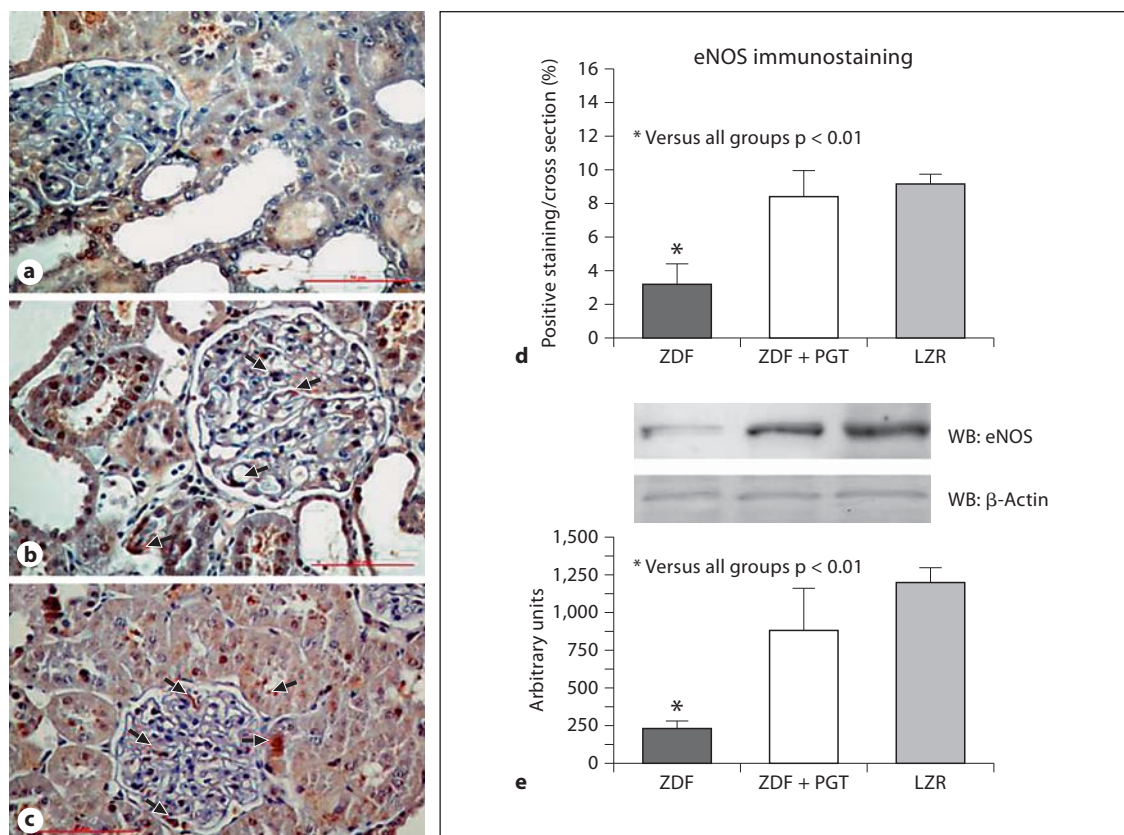 a
b
c
eNOS immunostaining
Positive staining/cross section (%)
16
14
12
10
8
6
4
2
0
* Versus all groups p < 0.01
*
d
ZDF
ZDF + PGT
LZR
WB: eNOS
WB: β-Actin
Arbitrary units
1,500
1,250
1,000
750
500
250
0
* Versus all groups p < 0.01
*
e
ZDF
ZDF + PGT
LZR